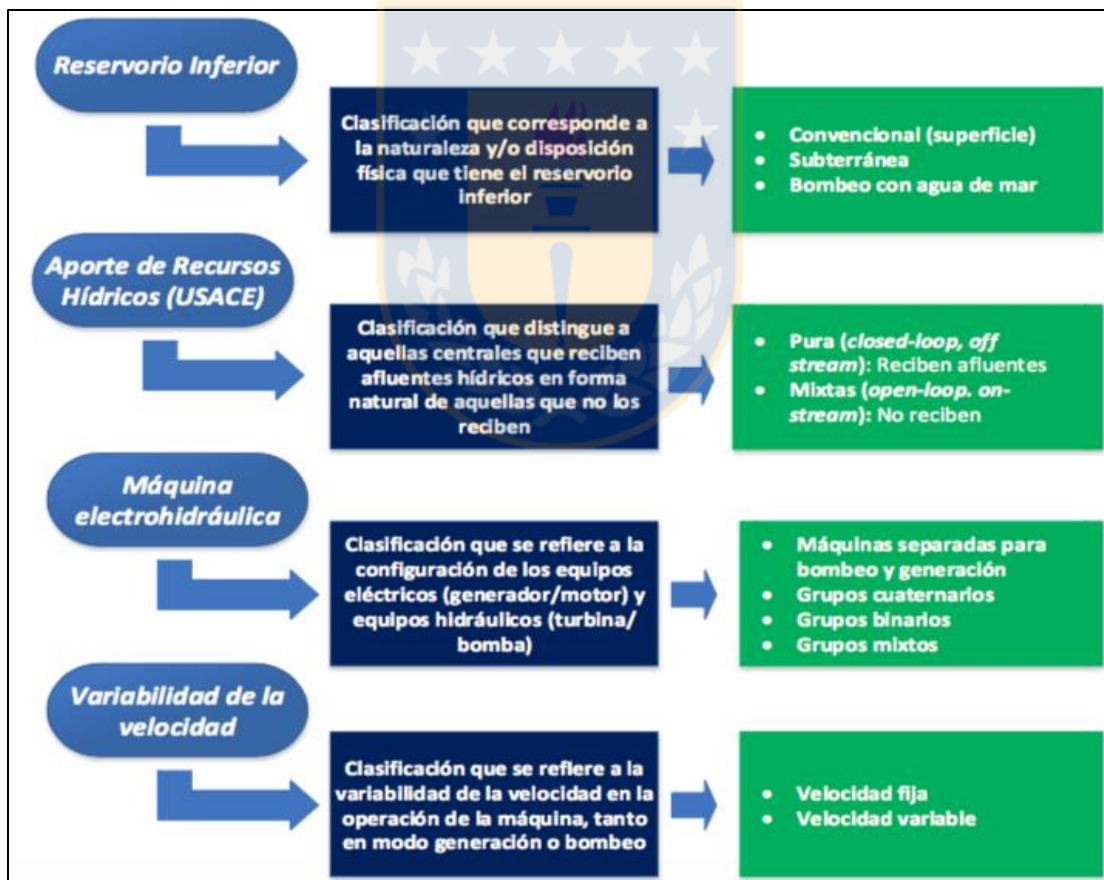 Reservorio Inferior
Clasificación que corresponde a
la naturaleza y/o disposición
física que tiene el reservorio
inferior
• Convencional (superficie)
• Subterránea
• Bombeo con agua de mar
Aporte de Recursos
Hídricos (USACE)
Clasificación que distingue a
aquellas centrales que reciben
afluentes hídricos en forma
natural de aquellas que no los
reciben
• Pura (closed-loop, off
stream): Reciben afluentes
• Mixtas (open-loop. on-
stream): No reciben
Máquina
electrohidráulica
Clasificación que se refiere a la
configuración de los equipos
eléctricos (generador/motor) y
equipos hidráulicos (turbina/
bomba)
• Máquinas separadas para
bombeo y generación
• Grupos cuaternarios
• Grupos binarios
• Grupos mixtos
Variabilidad de la
velocidad
Clasificación que se refiere a la
variabilidad de la velocidad en la
operación de la máquina, tanto
en modo generación o bombeo
• Velocidad fija
• Velocidad variable